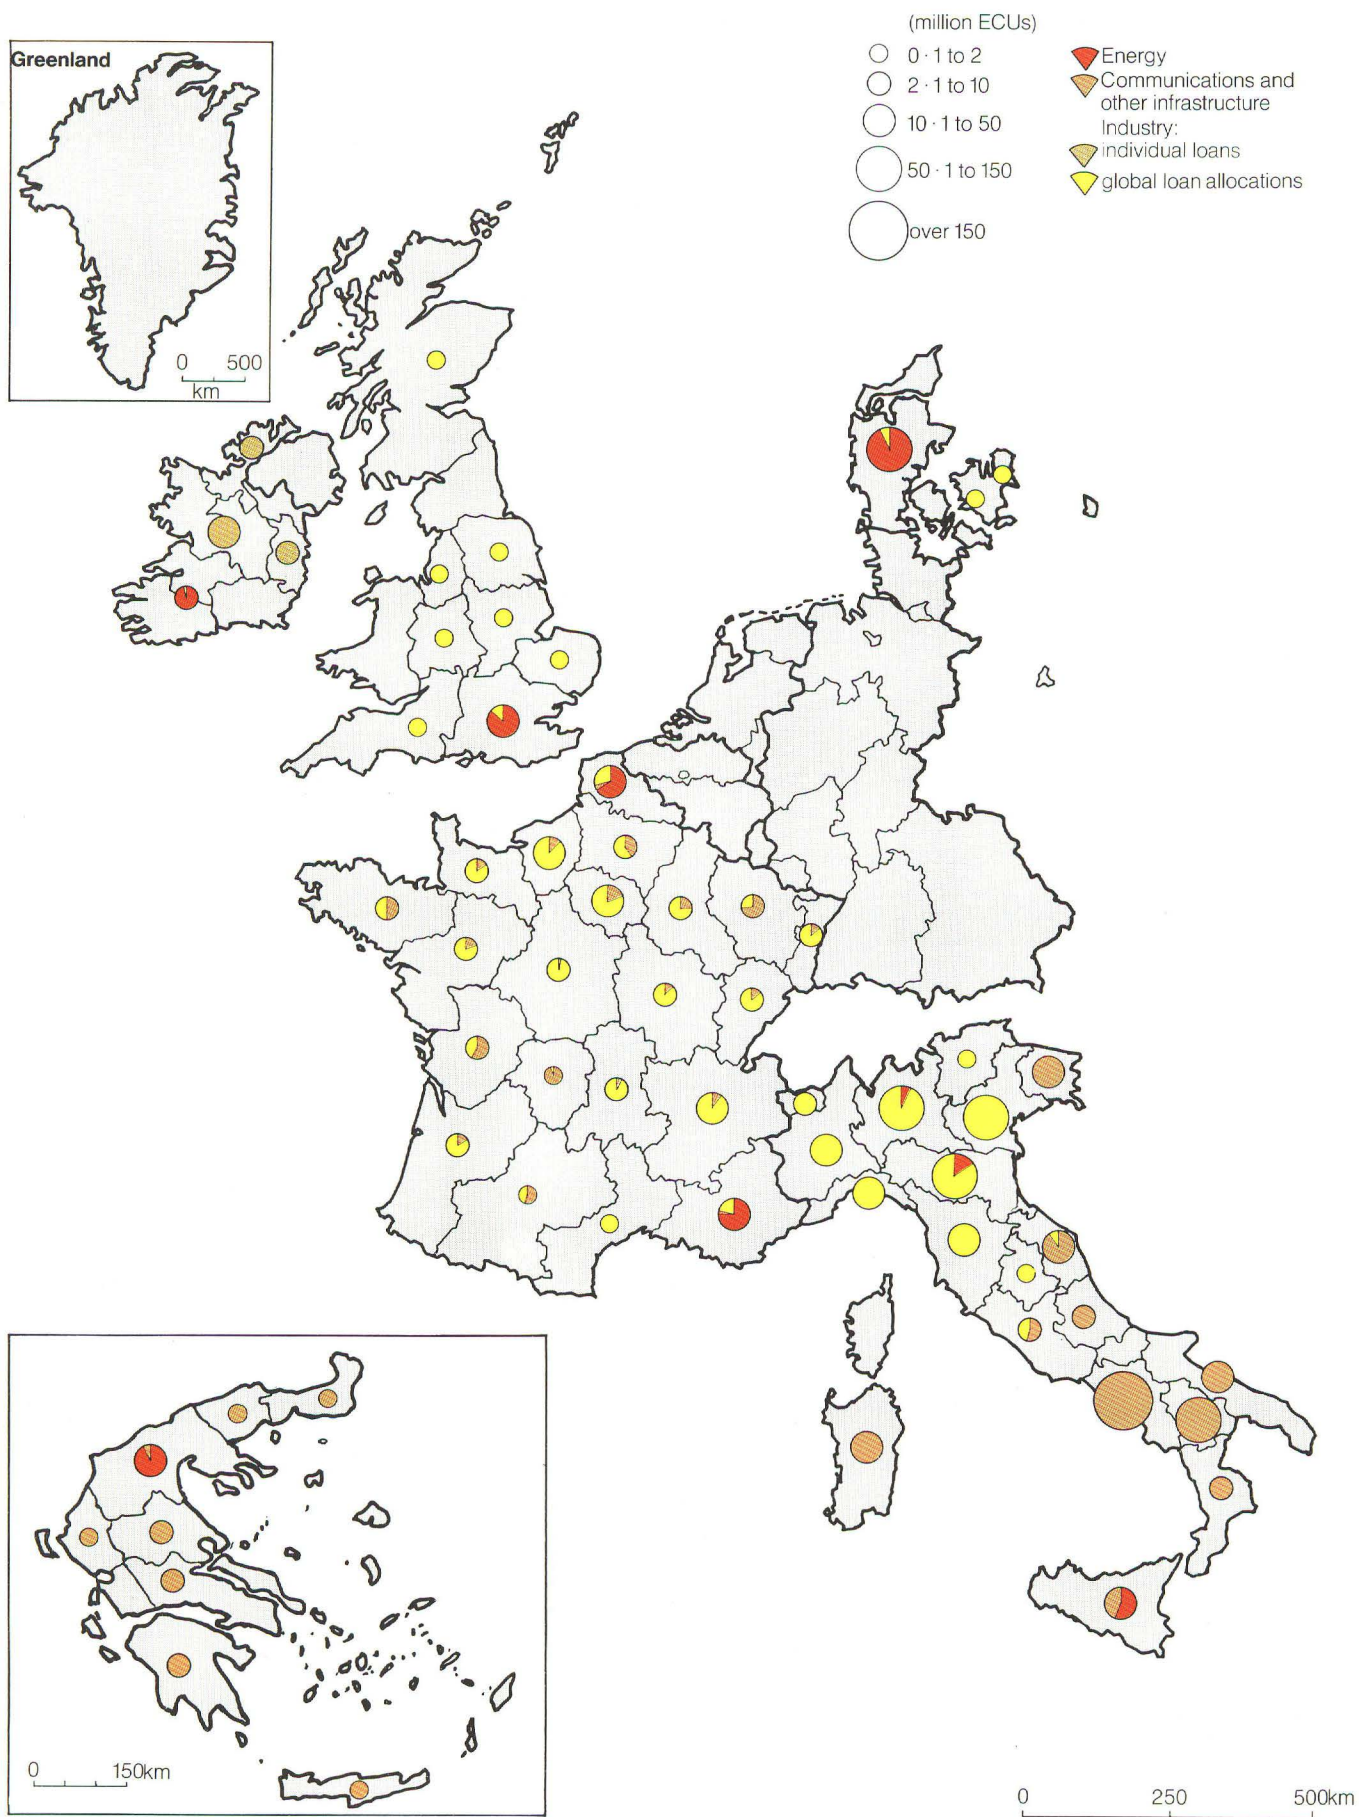 Greenland
0 500
km
(million ECUs)
0·1 to 2
2·1 to 10
10·1 to 50
50·1 to 150
over 150
Energy
Communications and
other infrastructure
Industry:
individual loans
global loan allocations
0 150km
0 250 500km